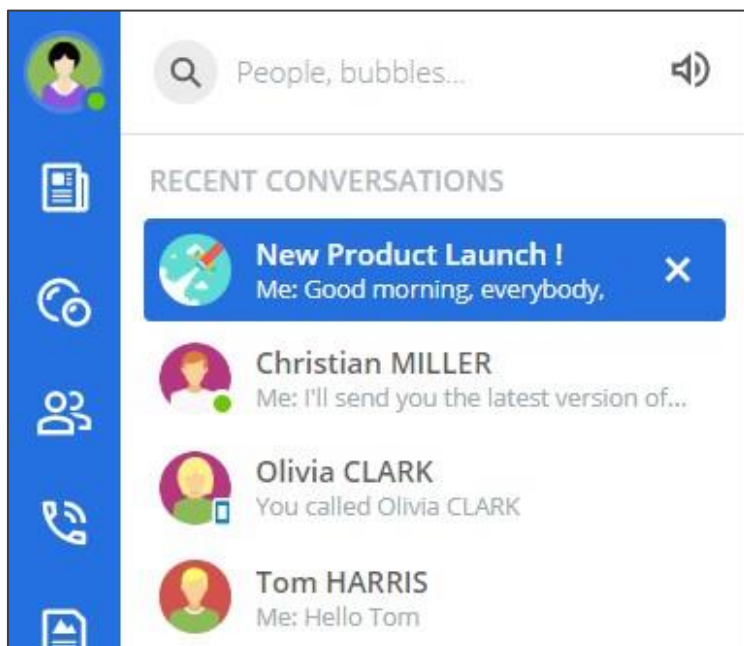 People, bubbles...
RECENT CONVERSATIONS
New Product Launch !
Me: Good morning, everybody,
Christian MILLER
Me: I'll send you the latest version of...
Olivia CLARK
You called Olivia CLARK
Tom HARRIS
Me: Hello Tom